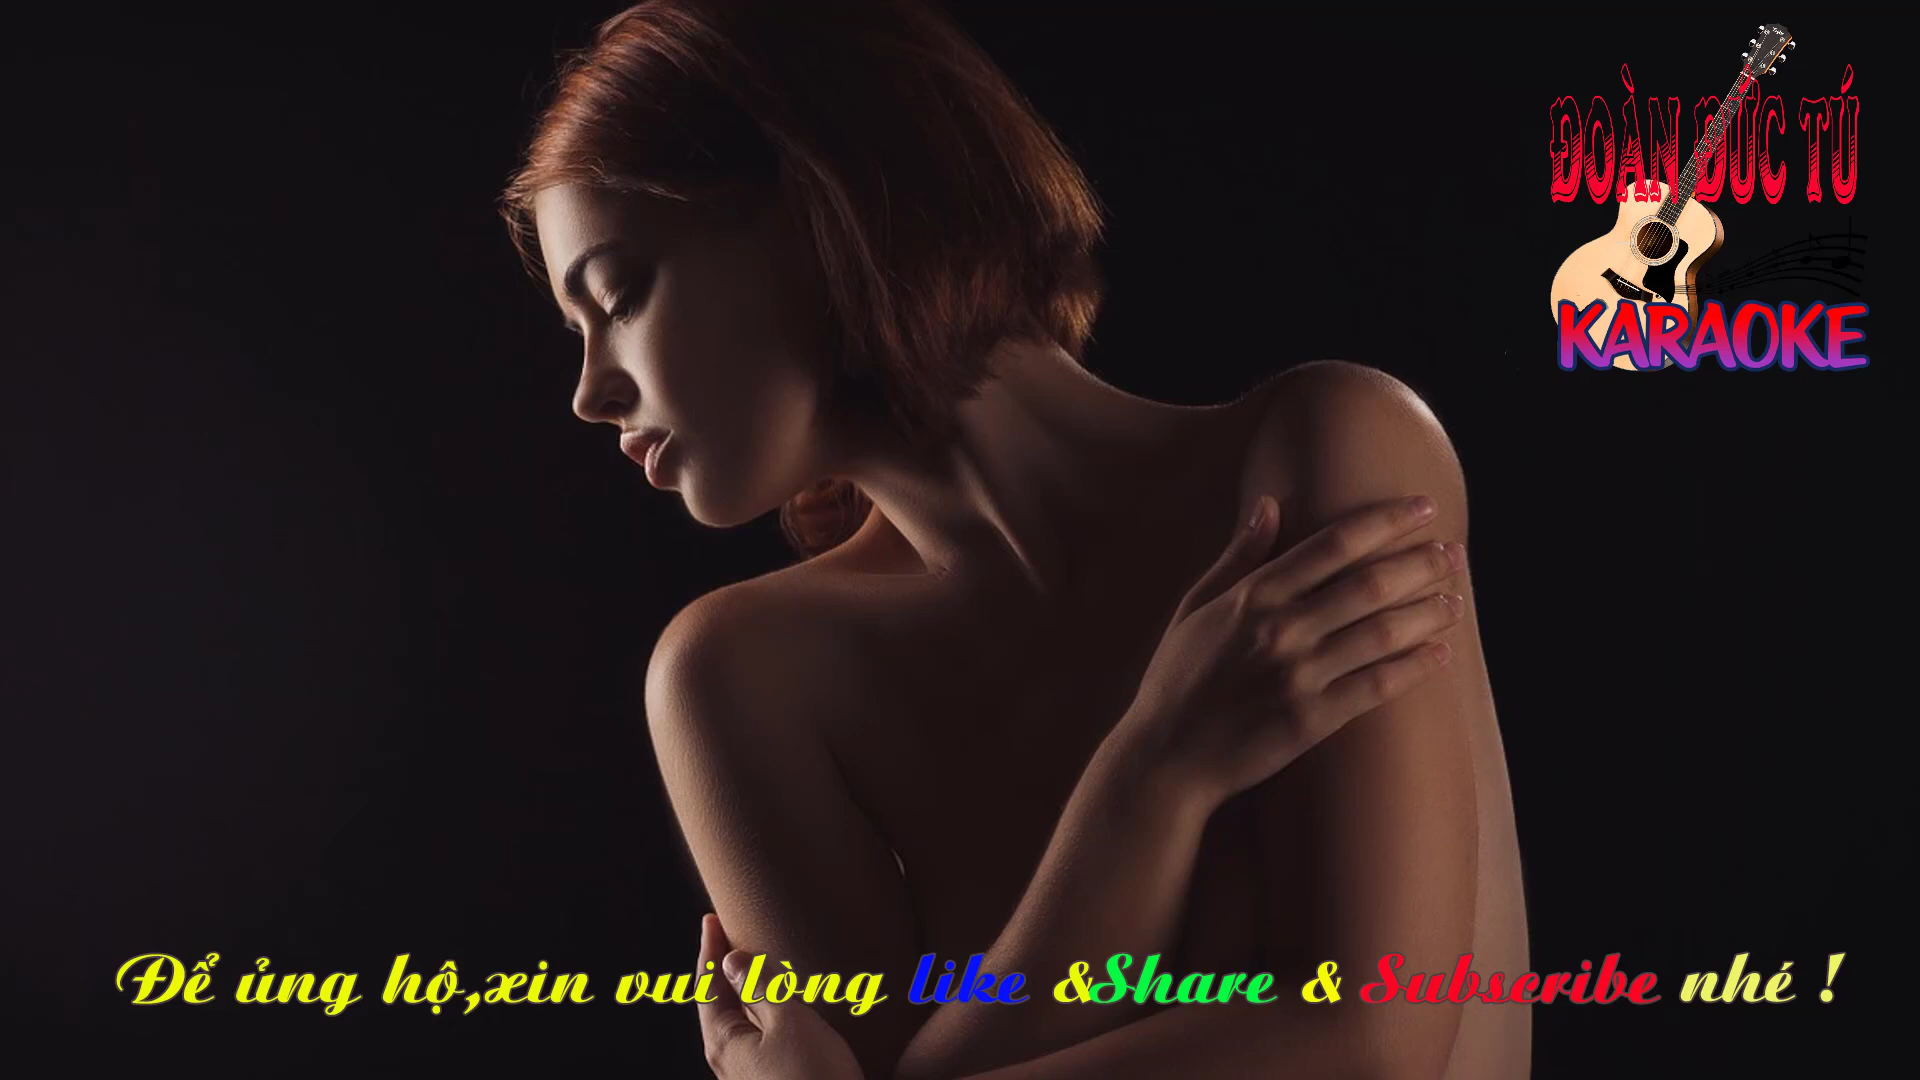 ĐOÀN ĐỨC TÚ
KARAOKE
Để ủng hộ,xin vui lòng like &Share & Subscribe nhé !